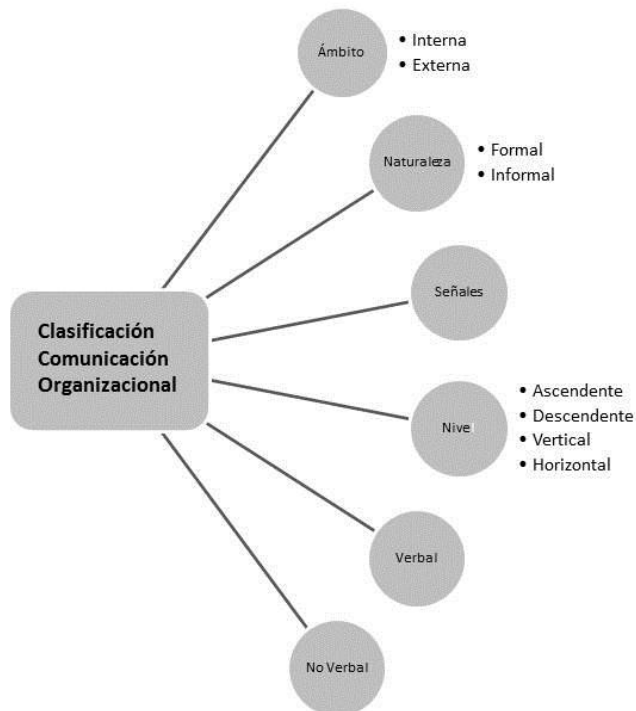 Ámbito
• Interna
• Externa
Naturaleza
• Formal
• Informal
Señales
Clasificación
Comunicación
Organizacional
Nivel
• Ascendente
• Descendente
• Vertical
• Horizontal
Verbal
No Verbal